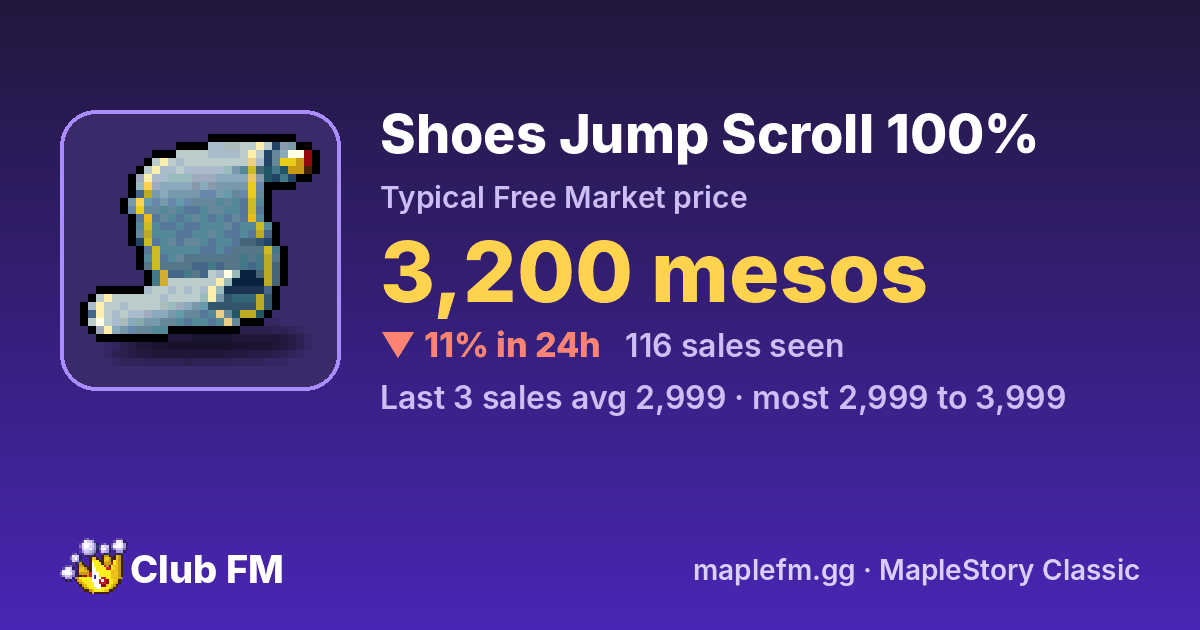 Shoes Jump Scroll 100%
Typical Free Market price
3,200 mesos
▼ 11% in 24h 116 sales seen
Last 3 sales avg 2,999 · most 2,999 to 3,999
Club FM
maplefm.gg · MapleStory Classic